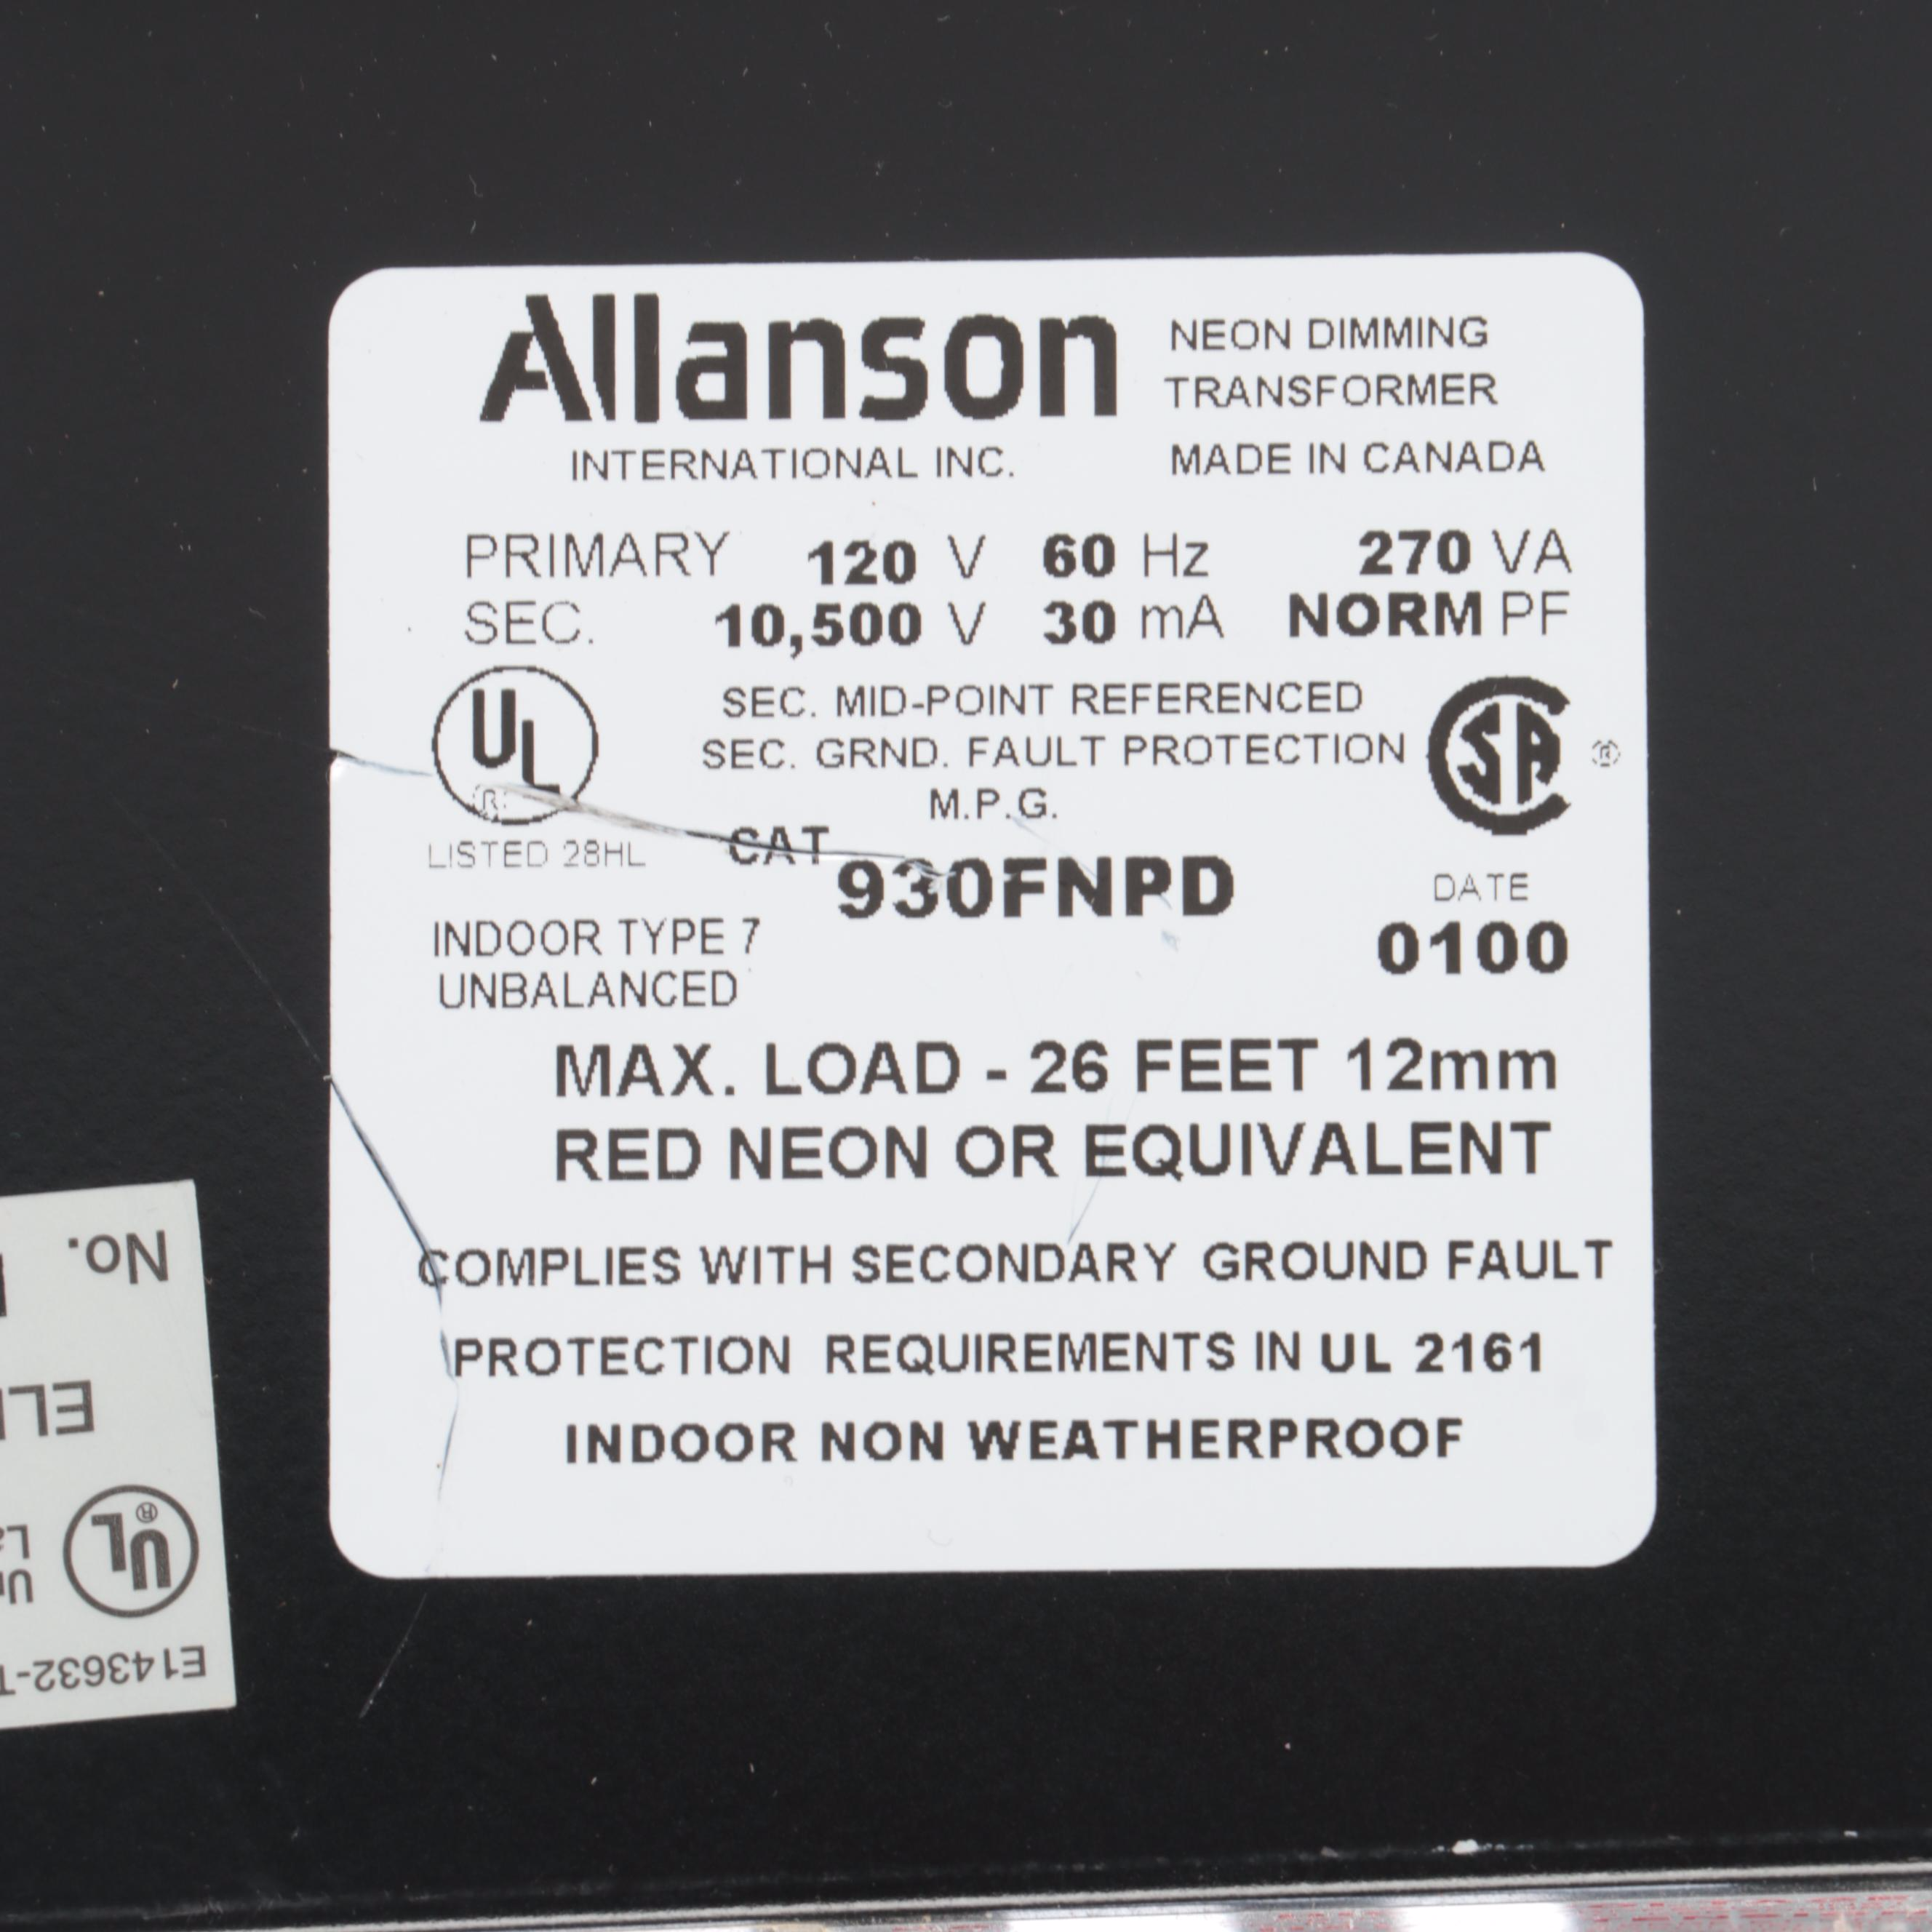 Allanson
INTERNATIONAL INC.
NEON DIMMING
TRANSFORMER
MADE IN CANADA
PRIMARY 120 V 60 Hz 270 VA
SEC. 10,500 V 30 mA NORM PF
UL
®
LISTED 28HL
SEC. MID-POINT REFERENCED
SEC. GRND. FAULT PROTECTION
M.P.G.
SA ®
CAT 930FNPD
DATE
0100
INDOOR TYPE 7
UNBALANCED
MAX. LOAD - 26 FEET 12mm
RED NEON OR EQUIVALENT
COMPLIES WITH SECONDARY GROUND FAULT
PROTECTION REQUIREMENTS IN UL 2161
INDOOR NON WEATHERPROOF
E143632-
UL ®
No.